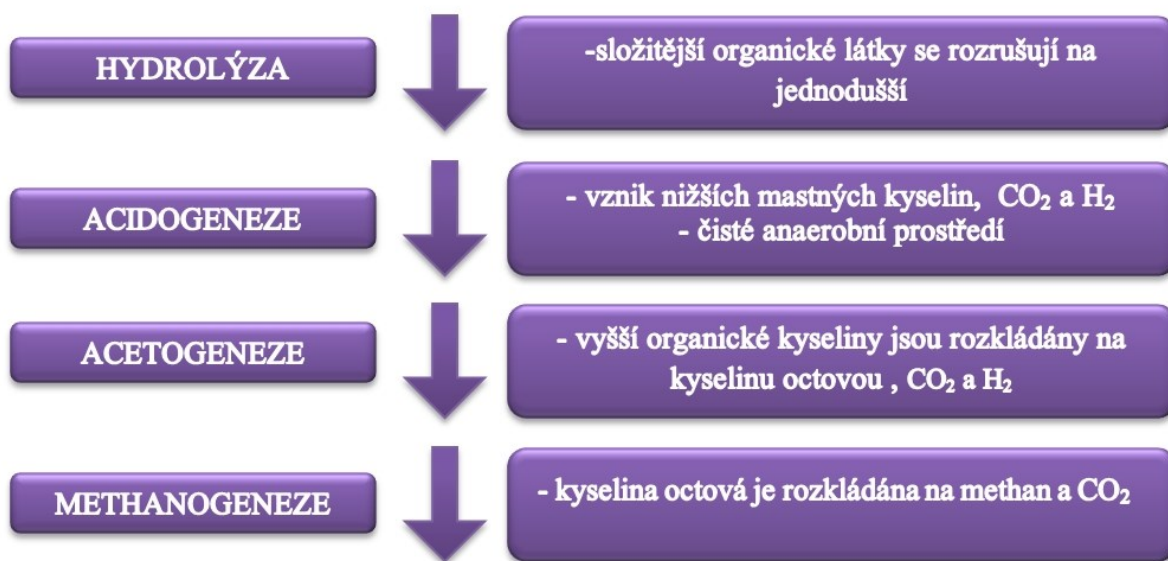 HYDROLÝZA
-složitější organické látky se rozrušují na
jednodušší
ACIDOGENEZE
- vznik nižších mastných kyselin, CO₂ a H₂
- čisté anaerobní prostředí
ACETOGENEZE
- vyšší organické kyseliny jsou rozkládány na
kyselinu octovou , CO₂ a H₂
METHANOGENEZE
- kyselina octová je rozkládána na methan a CO₂